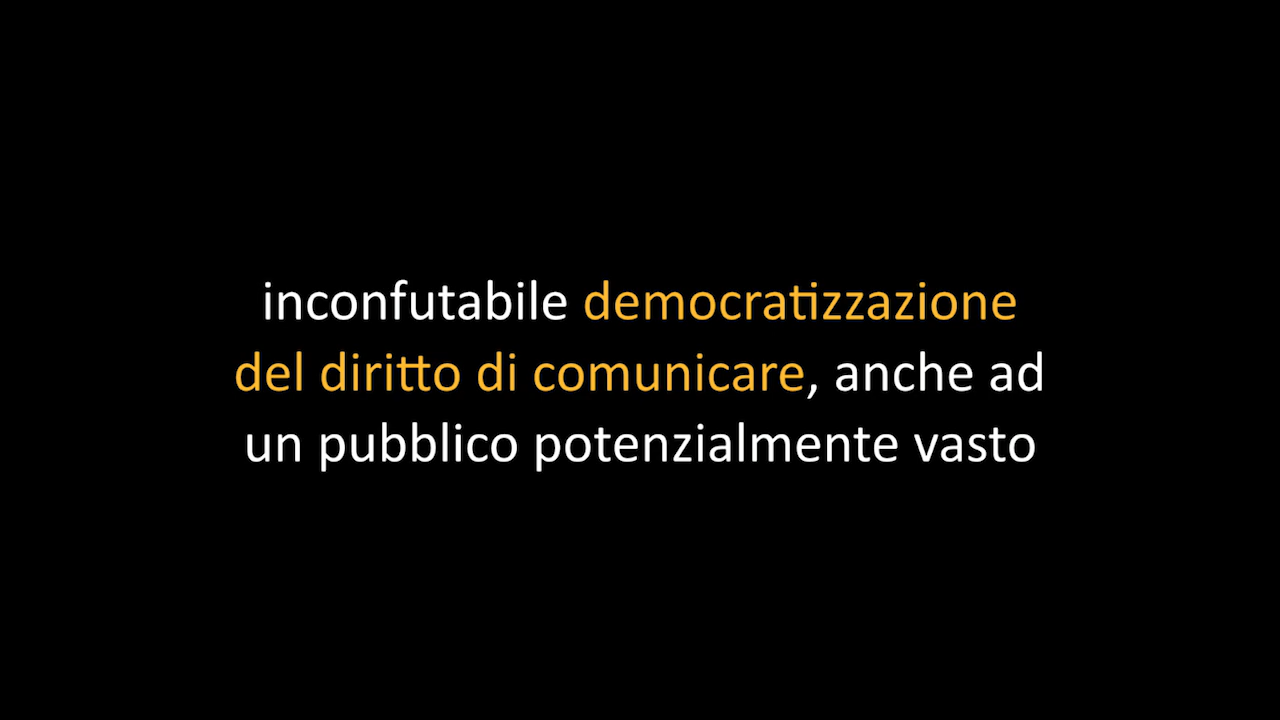 inconfutabile democratizzazione
del diritto di comunicare, anche ad
un pubblico potenzialmente vasto